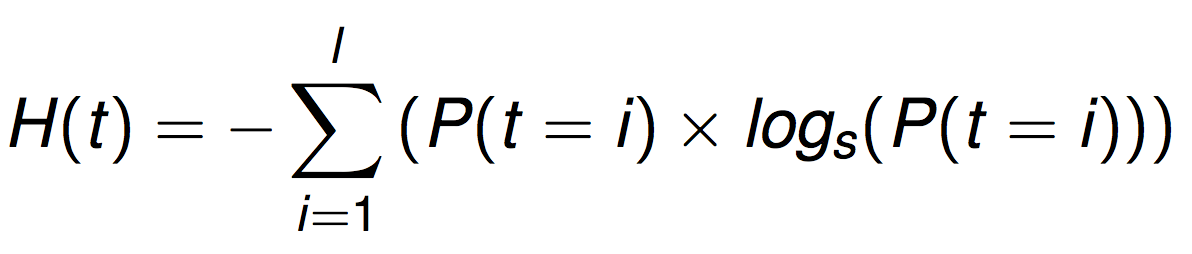 H(t) = − ∑_{i=1}^{l} (P(t = i) × log_s(P(t = i)))